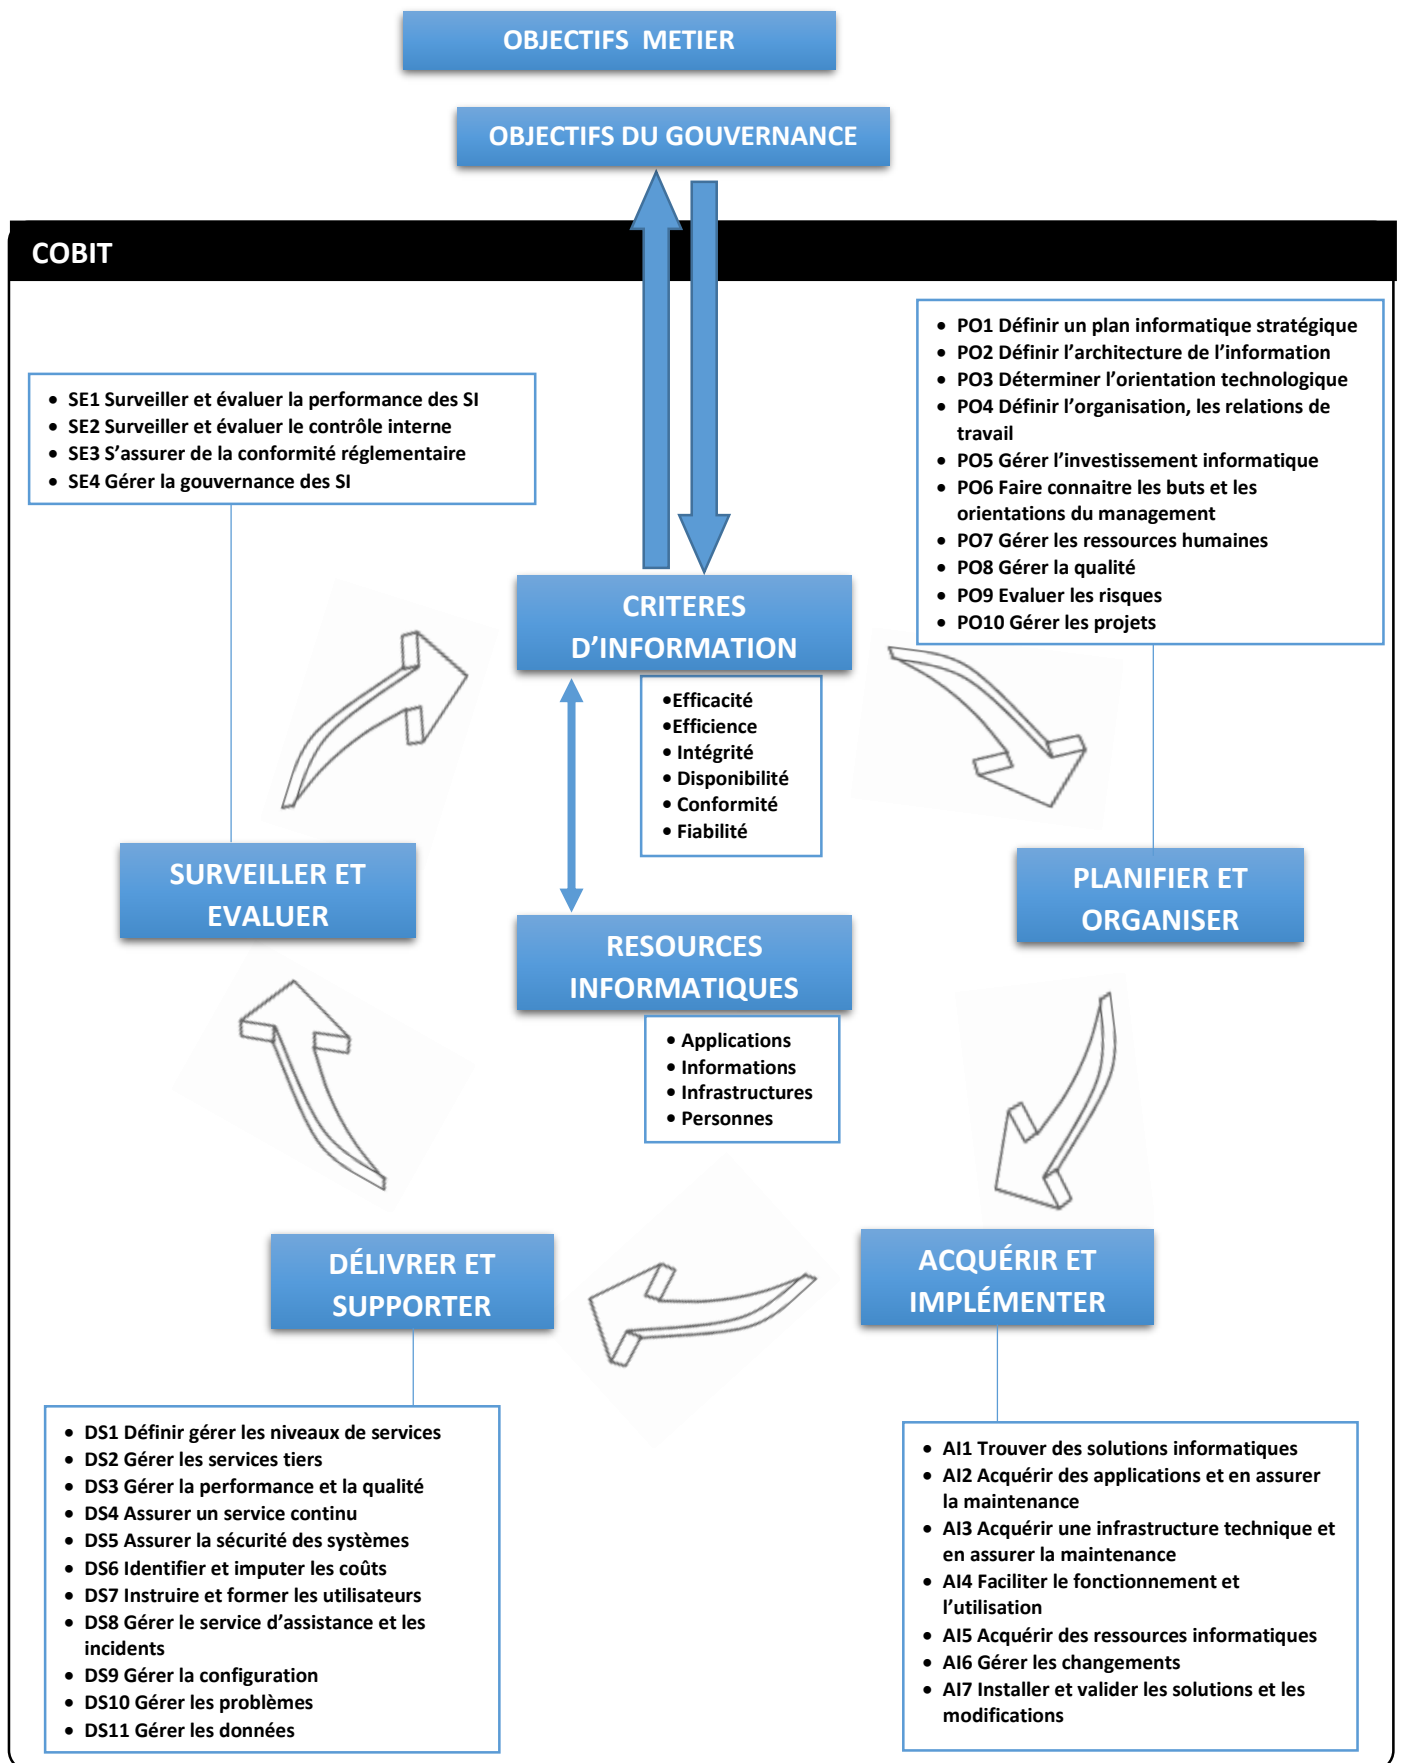 OBJECTIFS  METIER
OBJECTIFS DU GOUVERNANCE
COBIT
• PO1 Définir un plan informatique stratégique
• PO2 Définir l’architecture de l’information
• PO3 Déterminer l’orientation technologique
• PO4 Définir l’organisation, les relations de
travail
• PO5 Gérer l’investissement informatique
• PO6 Faire connaitre les buts et les
orientations du management
• PO7 Gérer les ressources humaines
• PO8 Gérer la qualité
• PO9 Evaluer les risques
• PO10 Gérer les projets
• SE1 Surveiller et évaluer la performance des SI
• SE2 Surveiller et évaluer le contrôle interne
• SE3 S’assurer de la conformité réglementaire
• SE4 Gérer la gouvernance des SI
CRITERES
D’INFORMATION
•Efficacité
•Efficience
• Intégrité
• Disponibilité
• Conformité
• Fiabilité
SURVEILLER ET
EVALUER
PLANIFIER ET
ORGANISER
RESOURCES
INFORMATIQUES
• Applications
• Informations
• Infrastructures
• Personnes
DÉLIVRER ET
SUPPORTER
ACQUÉRIR ET
IMPLÉMENTER
• DS1 Définir gérer les niveaux de services
• DS2 Gérer les services tiers
• DS3 Gérer la performance et la qualité
• DS4 Assurer un service continu
• DS5 Assurer la sécurité des systèmes
• DS6 Identifier et imputer les coûts
• DS7 Instruire et former les utilisateurs
• DS8 Gérer le service d’assistance et les
incidents
• DS9 Gérer la configuration
• DS10 Gérer les problèmes
• DS11 Gérer les données
• AI1 Trouver des solutions informatiques
• AI2 Acquérir des applications et en assurer
la maintenance
• AI3 Acquérir une infrastructure technique et
en assurer la maintenance
• AI4 Faciliter le fonctionnement et
l’utilisation
• AI5 Acquérir des ressources informatiques
• AI6 Gérer les changements
• AI7 Installer et valider les solutions et les
modifications